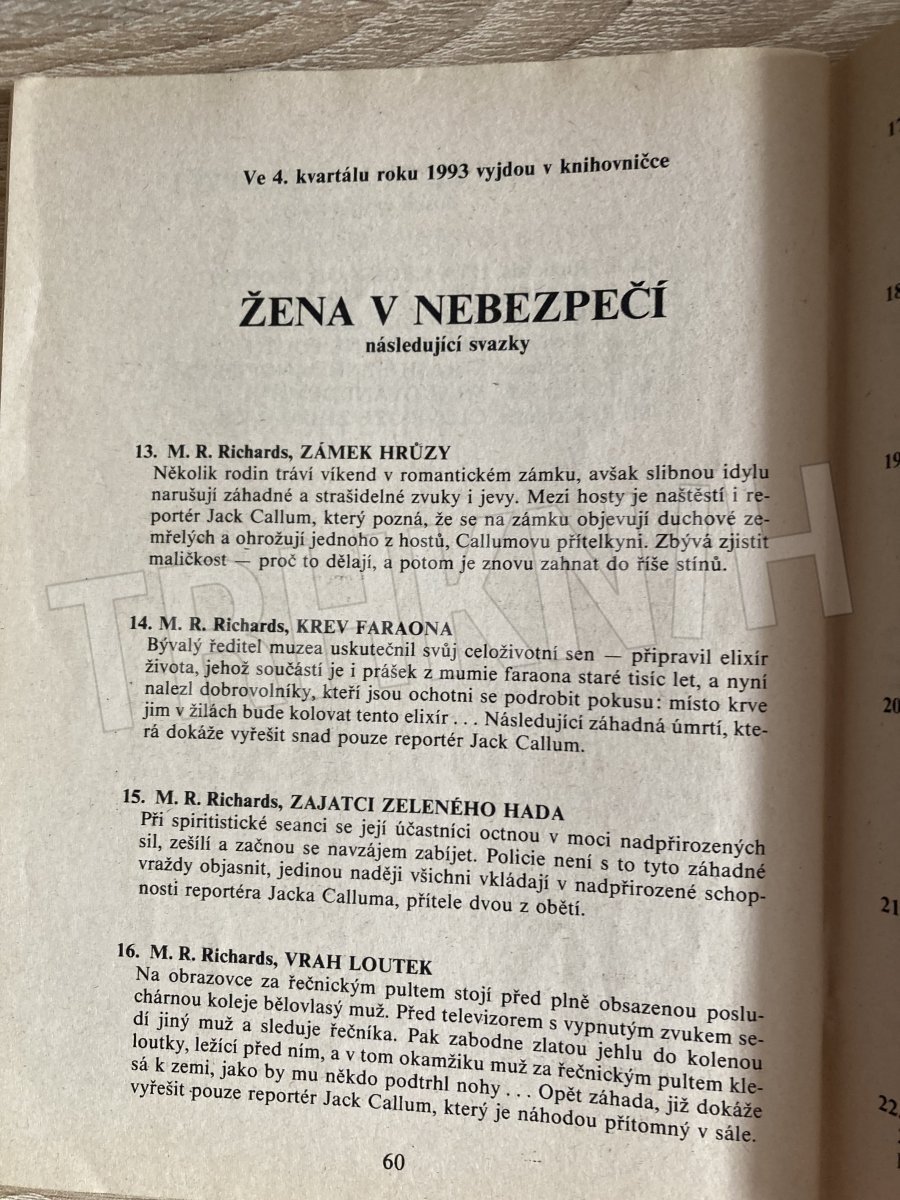 Ve 4. kvartálu roku 1993 vyjdou v knihovničce
ŽENA V NEBEZPEČÍ
následující svazky
13. M. R. Richards, ZÁMEK HRŮZY
Několik rodin tráví víkend v romantickém zámku, avšak slibnou idylu
narušují záhadné a strašidelné zvuky i jevy. Mezi hosty je naštěstí i re-
portér Jack Callum, který pozná, že se na zámku objevují duchové ze-
mřelých a ohrožují jednoho z hostů, Callumovu přítelkyni. Zbývá zjistit
maličkost — proč to dělají, a potom je znovu zahnat do říše stínů.
14. M. R. Richards, KREV FARAONA
Bývalý ředitel muzea uskutečnil svůj celoživotní sen — připravil elixír
života, jehož součástí je i prášek z mumie faraona staré tisíc let, a nyní
nalezl dobrovolníky, kteří jsou ochotni se podrobit pokusu: místo krve
jim v žilách bude kolovat tento elixír . . . Následující záhadná úmrtí, kte-
rá dokáže vyřešit snad pouze reportér Jack Callum.
15. M. R. Richards, ZAJATCI ZELENÉHO HADA
Při spiritistické seanci se její účastníci octnou v moci nadpřirozených
sil, zešílí a začnou se navzájem zabíjet. Policie není s to tyto záhadné
vraždy objasnit, jedinou naději všichni vkládají v nadpřirozené schop-
nosti reportéra Jacka Calluma, přítele dvou z obětí.
16. M. R. Richards, VRAH LOUTEK
Na obrazovce za řečnickým pultem stojí před plně obsazenou poslu-
chárnou koleje bělovlasý muž. Před televizorem s vypnutým zvukem se-
dí jiný muž a sleduje řečníka. Pak zabodne zlatou jehlu do kolenou
loutky, ležící před ním, a v tom okamžiku muž za řečnickým pultem kle-
sá k zemi, jako by mu někdo podtrhl nohy . . . Opět záhada, již dokáže
vyřešit pouze reportér Jack Callum, který je náhodou přítomný v sále.
60
17
18
19
20
21
22.
TRHKNIH